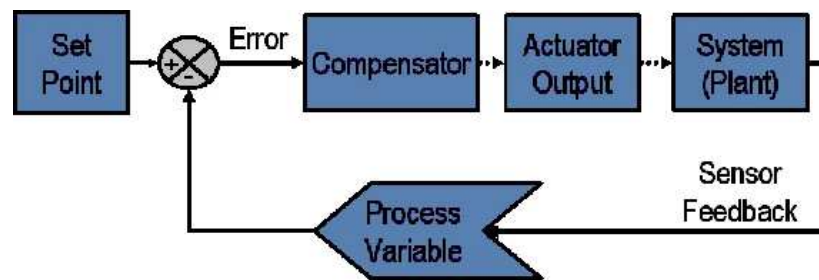 Set
Point
+
-
Error
Compensator
Actuator
Output
System
(Plant)
Sensor
Feedback
Process
Variable